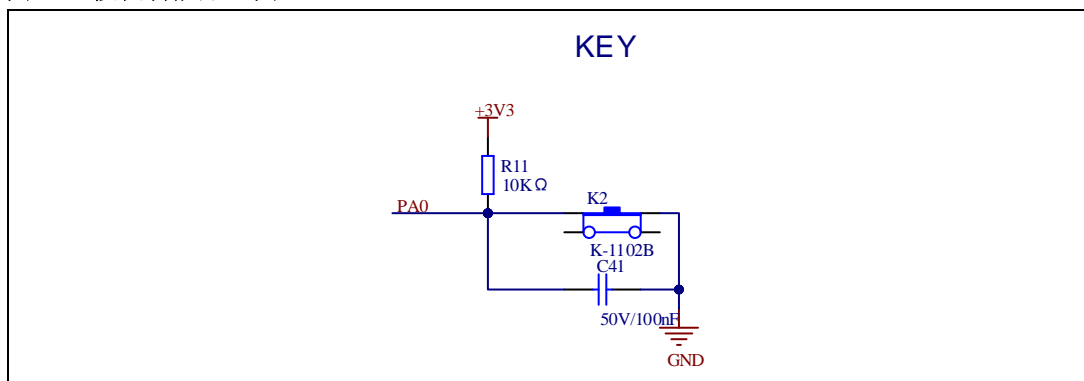 KEY
+3V3
R11
10KΩ
PA0
K2
K-1102B
C41
50V/100nF
GND